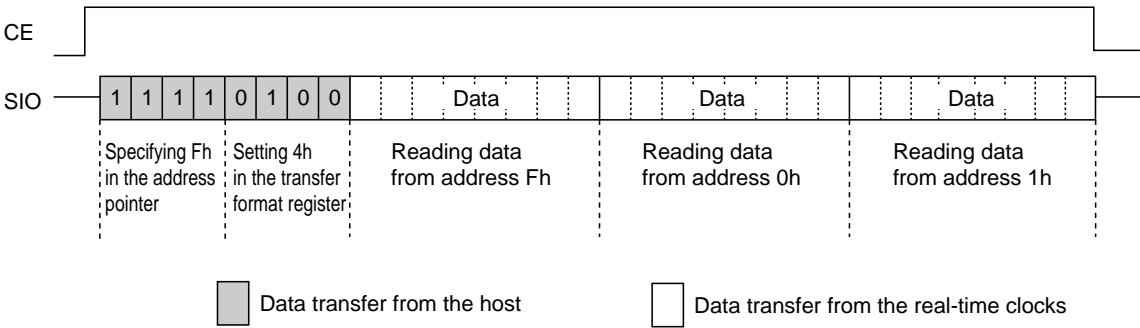 CE
SIO
1 1 1 1 0 1 0 0 Data Data Data
Specifying Fh
in the address
pointer
Setting 4h
in the transfer
format register
Reading data
from address Fh
Reading data
from address 0h
Reading data
from address 1h
Data transfer from the host
Data transfer from the real-time clocks